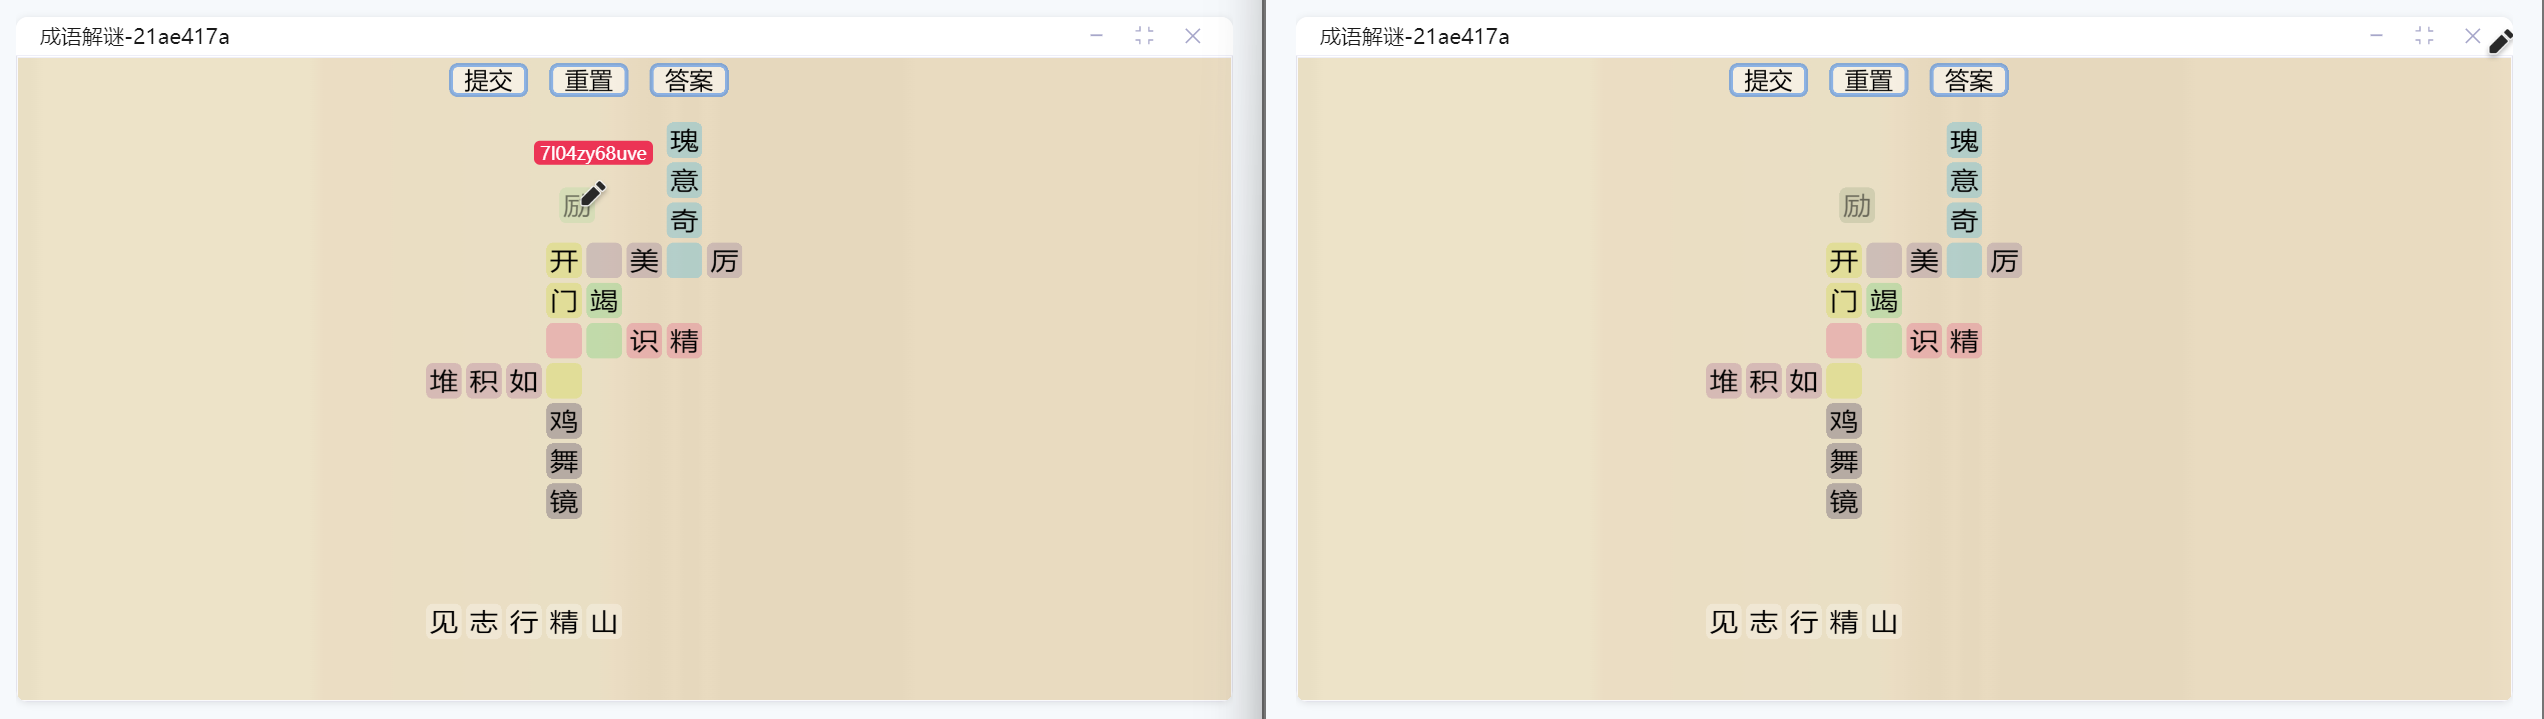 成语解谜-21ae417a
提交 重置 答案
瑰
7l04zy68uve
意
励
奇
开 美 厉
门 竭
识 精
堆 积 如
鸡
舞
镜
见 志 行 精 山
成语解谜-21ae417a
提交 重置 答案
瑰
意
励
奇
开 美 厉
门 竭
识 精
堆 积 如
鸡
舞
镜
见 志 行 精 山